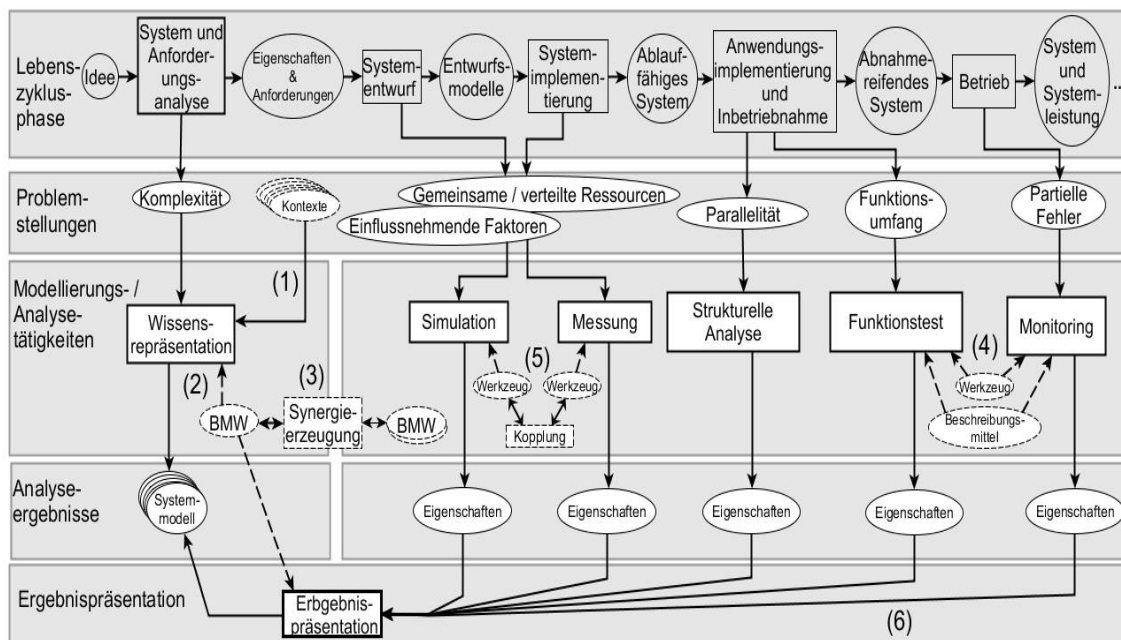 Lebens-
zyklus-
phase
Idee
System und
Anforder-
ungs-
analyse
Eigenschaften
&
Anforderungen
System-
entwurf
Entwurfs-
modelle
System-
implemen-
tierung
Ablauf-
fähiges
System
Anwendungs-
implementierung
und
Inbetriebnahme
Abnahme-
reifendes
System
Betrieb
System
und
System-
leistung
...
Problem-
stellungen
Komplexität
Kontexte
Gemeinsame / verteilte Ressourcen
Einflussnehmende Faktoren
Parallelität
Funktions-
umfang
Partielle
Fehler
Modellierungs- /
Analyse-
tätigkeiten
(1)
Wissens-
repräsentation
Simulation
Messung
Strukturelle
Analyse
Funktionstest
Monitoring
(2)
(3)
(5)
(4)
BMW
Synergie-
erzeugung
BMW
Werkzeug
Werkzeug
Kopplung
Werkzeug
Beschreibungs-
mittel
Analyse-
ergebnisse
System-
modell
Eigenschaften
Eigenschaften
Eigenschaften
Eigenschaften
Eigenschaften
Ergebnispräsentation
Erbgebnis-
präsentation
(6)